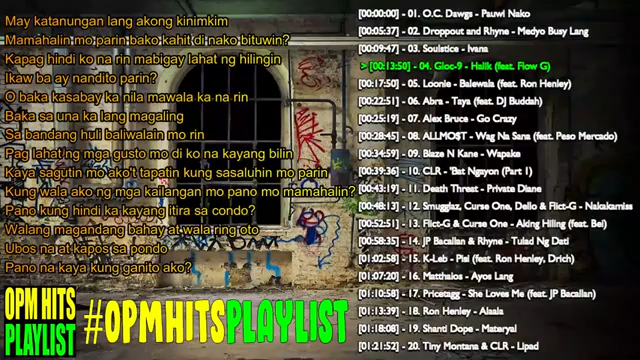 May katanungan lang akong kinimkim
Mamahalin mo parin bako kahit di nako bituwin?
Kapag hindi ko na rin mabigay lahat ng hilingin
Ikaw ba ay nandito parin?
O baka kasabay ka nila mawala ka na rin
Baka sa una ka lang magaling
Sa bandang huli baliwalain mo rin
Pag lahat ng mga gusto mo di ko na kayang bilin
Kaya sagutin mo ako't tapatin kung sasaluhin mo parin
Kung wala ako ng mga kailangan mo pano mo mamahalin?
Pano kung hindi ka kayang itira sa condo?
Walang magandang bahay at wala ring oto
Ubos na at kapos sa pondo
Pano na kaya kung ganito ako?
OPM HITS
PLAYLIST
#OPMHITSPLAYLIST
[00:00:00] - 01. O.C. Dawgs - Pauwi Nako
[00:05:37] - 02. Droppout and Rhyne - Medyo Busy Lang
[00:09:47] - 03. Soulstice - Ivana
> [00:13:50] - 04. Gloc-9 - Halik (feat. Flow G)
[00:17:50] - 05. Loonie - Balewala (feat. Ron Henley)
[00:22:51] - 06. Abra - Taya (feat. DJ Buddah)
[00:25:19] - 07. Alex Bruce - Go Crazy
[00:28:45] - 08. ALLMO$T - Wag Na Sana (feat. Peso Mercado)
[00:34:59] - 09. Blaze N Kane - Wapake
[00:39:36] - 10. CLR - 'Bat Ngayon (Part 1)
[00:43:19] - 11. Death Threat - Private Diane
[00:48:13] - 12. Smugglaz, Curse One, Dello & Flict-G - Nakakamiss
[00:52:51] - 13. Flict-G & Curse One - Aking Hiling (feat. Bei)
[00:58:35] - 14. JP Bacallan & Rhyne - Tulad Ng Dati
[01:02:58] - 15. K-Leb - Pisi (feat. Ron Henley, Drich)
[01:07:20] - 16. Matthaios - Ayos Lang
[01:10:58] - 17. Pricetagg - She Loves Me (feat. JP Bacallan)
[01:13:39] - 18. Ron Henley - Alaala
[01:18:08] - 19. Shanti Dope - Materyal
[01:21:52] - 20. Tiny Montana & CLR - Lipad